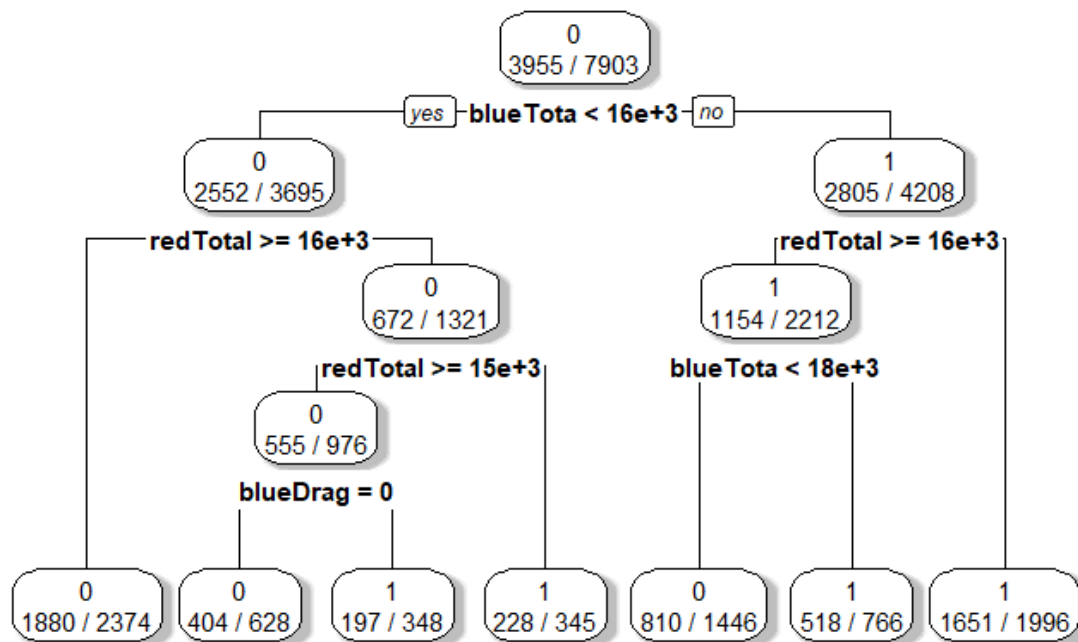 0
3955 / 7903
yes blueTota < 16e+3 no
0
2552 / 3695
1
2805 / 4208
redTotal >= 16e+3
redTotal >= 16e+3
0
672 / 1321
1
1154 / 2212
redTotal >= 15e+3
blueTota < 18e+3
0
555 / 976
blueDrag = 0
0
1880 / 2374
0
404 / 628
1
197 / 348
1
228 / 345
0
810 / 1446
1
518 / 766
1
1651 / 1996